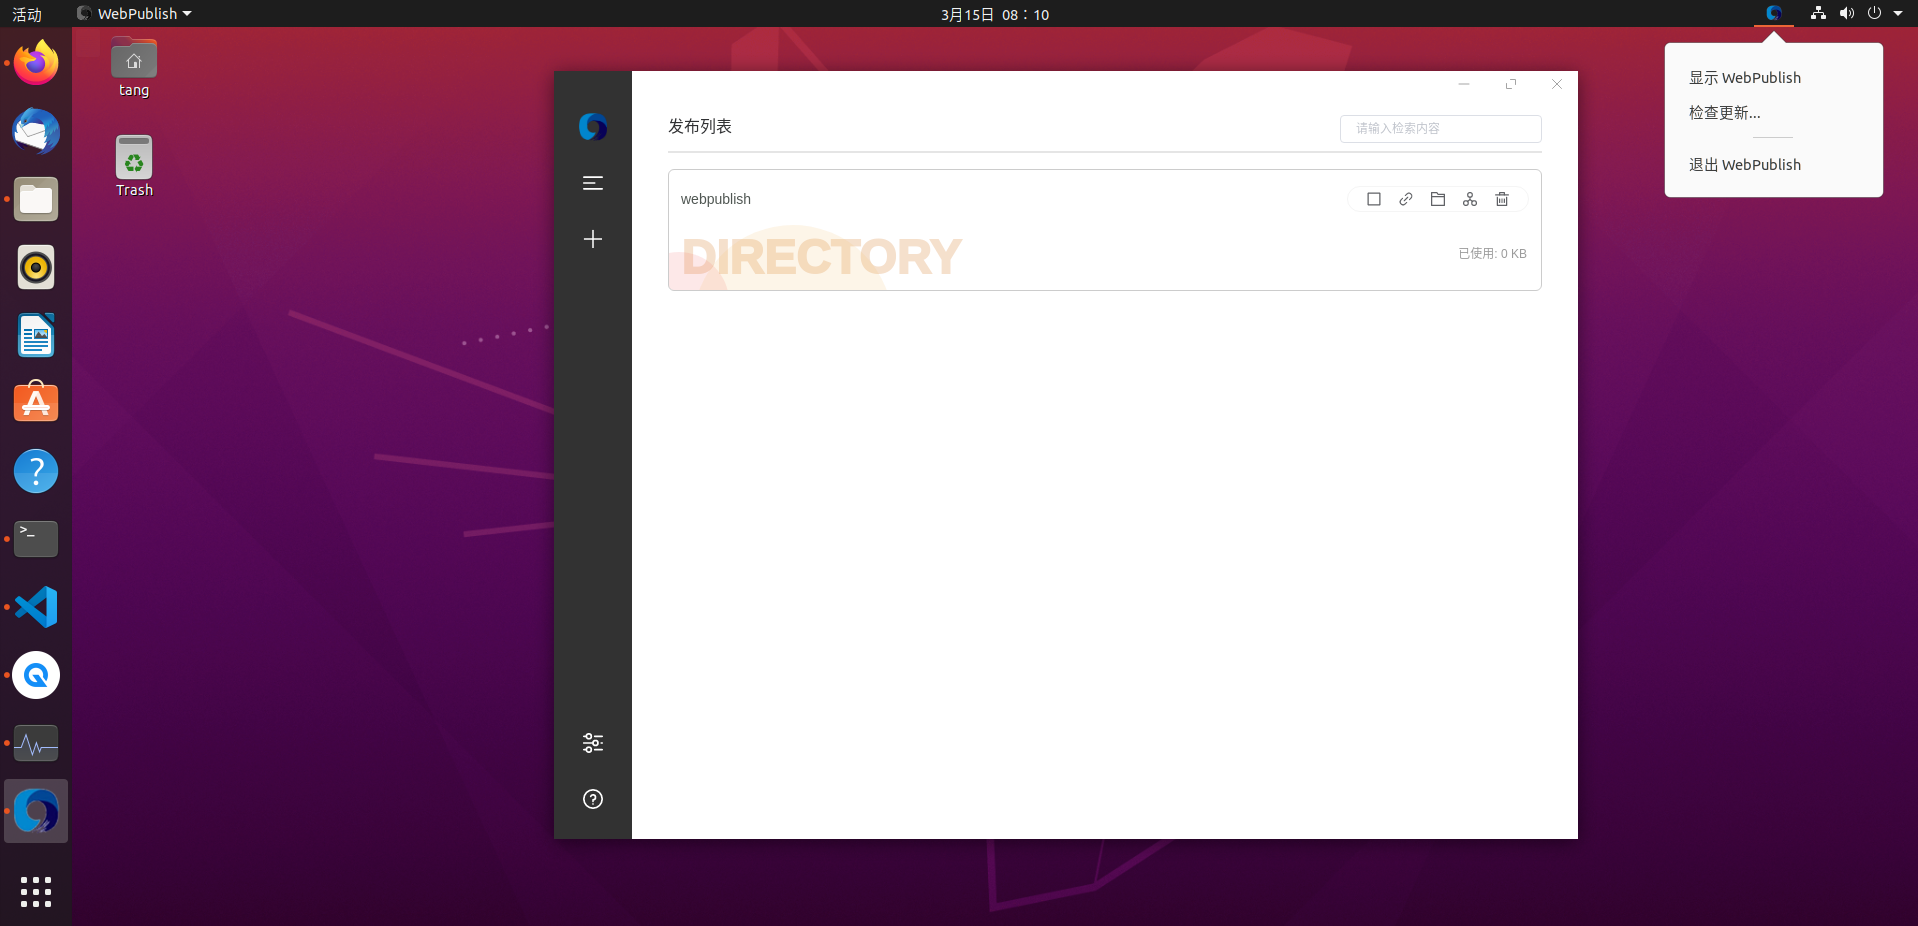 活动
WebPublish
3月15日 08：10
tang
Trash
发布列表
请输入检索内容
webpublish
DIRECTORY
已使用: 0 KB
显示 WebPublish
检查更新...
退出 WebPublish